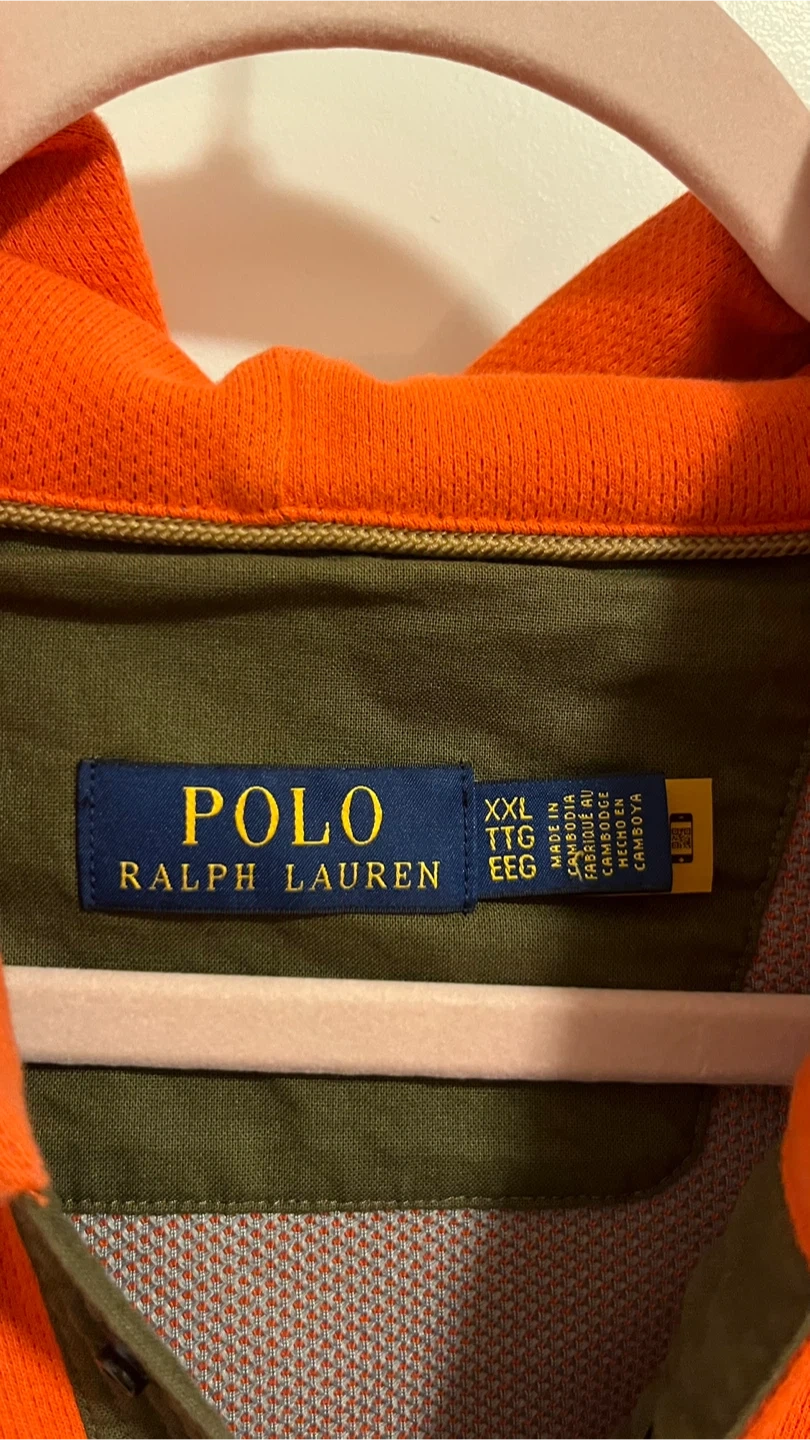 POLO
RALPH LAUREN
XXL
TTG
EEG
MADE IN
CAMBODIA
FABRIQUÉ AU
CAMBODGE
HECHO EN
CAMBOYA